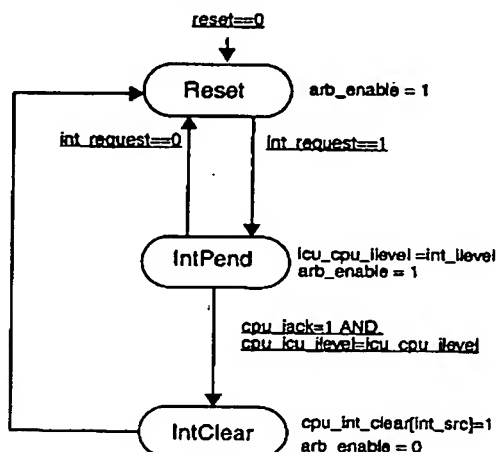 reset==0
Reset
arb_enable = 1
int_request==0
int_request==1
IntPend
icu_cpu_ilevel =int_ilevel
arb_enable = 1
cpu_iack=1 AND
cpu_icu_ilevel=icu_cpu_ilevel
IntClear
cpu_int_clear[int_src]=1
arb_enable = 0